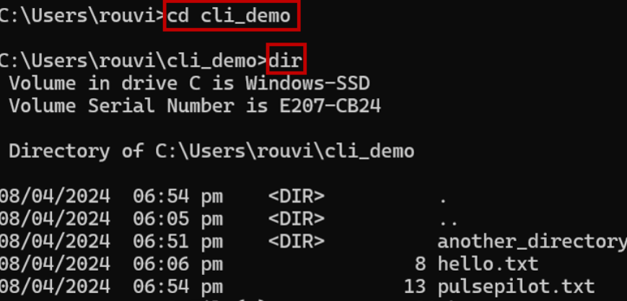 C:\Users\rouvi>cd cli_demo
C:\Users\rouvi\cli_demo>dir
Volume in drive C is Windows-SSD
Volume Serial Number is E207-CB24
Directory of C:\Users\rouvi\cli_demo
08/04/2024 06:54 pm <DIR> .
08/04/2024 06:05 pm <DIR> ..
08/04/2024 06:51 pm <DIR> another_directory
08/04/2024 06:06 pm 8 hello.txt
08/04/2024 06:54 pm 13 pulsepilot.txt